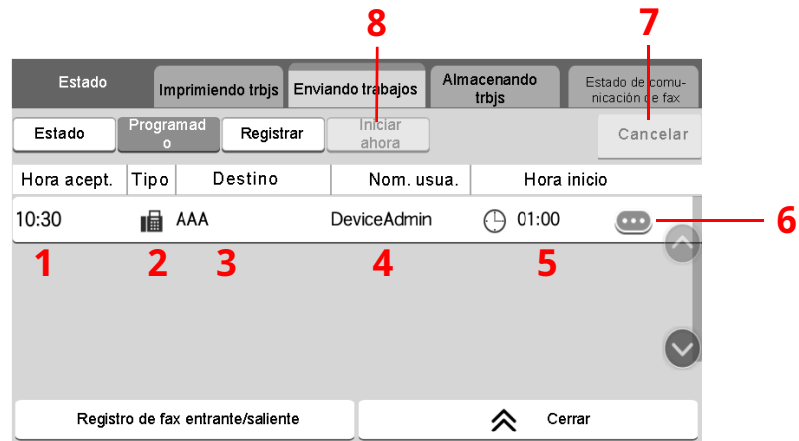 8
7
Estado
Imprimiendo trbjs
Enviando trabajos
Almacenando
trbjs
Estado de comu-
nicación de fax
Estado
Programad
o
Registrar
Iniciar
ahora
Cancelar
Hora acept.
Tipo
Destino
Nom. usua.
Hora inicio
10:30
AAA
DeviceAdmin
01:00
6
1
2
3
4
5
Registro de fax entrante/saliente
Cerrar